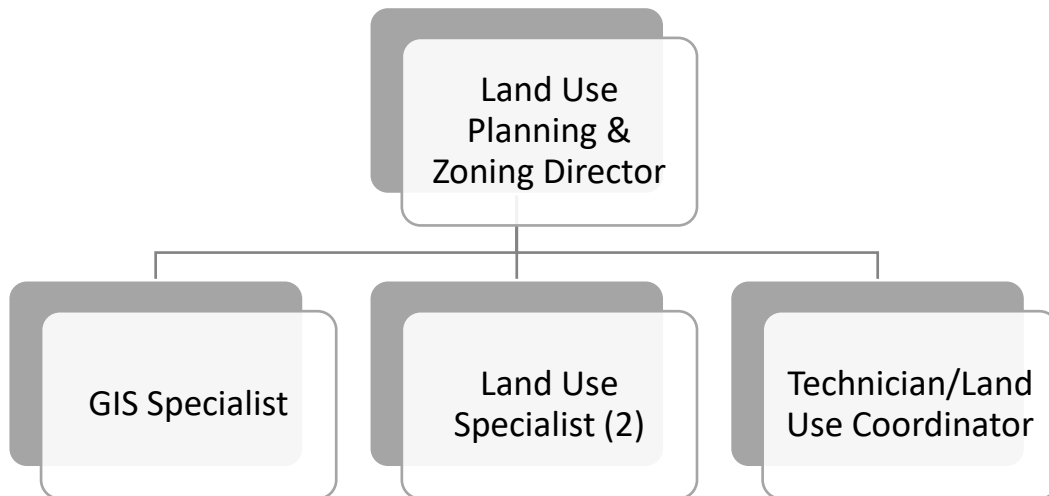 Land Use
Planning &
Zoning Director
GIS Specialist
Land Use
Specialist (2)
Technician/Land
Use Coordinator